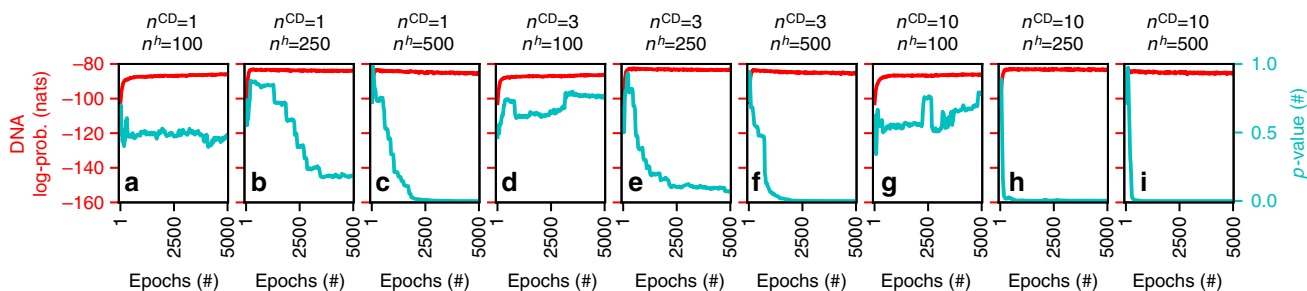 n^CD=1 n^CD=1 n^CD=1 n^CD=3 n^CD=3 n^CD=3 n^CD=10 n^CD=10 n^CD=10
n^h=100 n^h=250 n^h=500 n^h=100 n^h=250 n^h=500 n^h=100 n^h=250 n^h=500
DNA
log-prob. (nats)
−80
−100
−120
−140
−160
a b c d e f g h i
1.0
0.5
0.0
p-value (#)
1 2500 5000 1 2500 5000 1 2500 5000 1 2500 5000 1 2500 5000 1 2500 5000 1 2500 5000 1 2500 5000 1 2500 5000
Epochs (#) Epochs (#) Epochs (#) Epochs (#) Epochs (#) Epochs (#) Epochs (#) Epochs (#) Epochs (#)